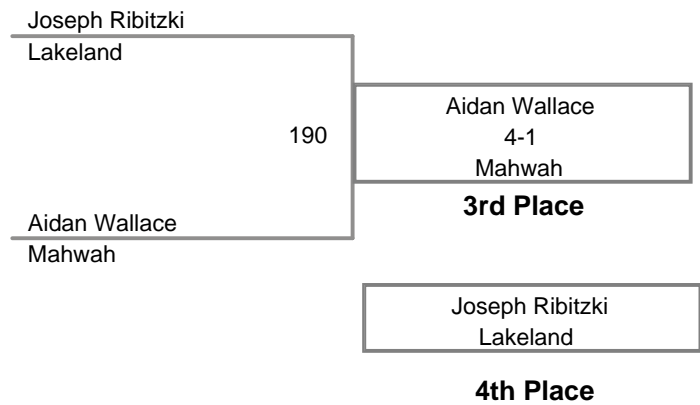 Joseph Ribitzki
Lakeland
190
Aidan Wallace
4-1
Mahwah
3rd Place
Aidan Wallace
Mahwah
Joseph Ribitzki
Lakeland
4th Place